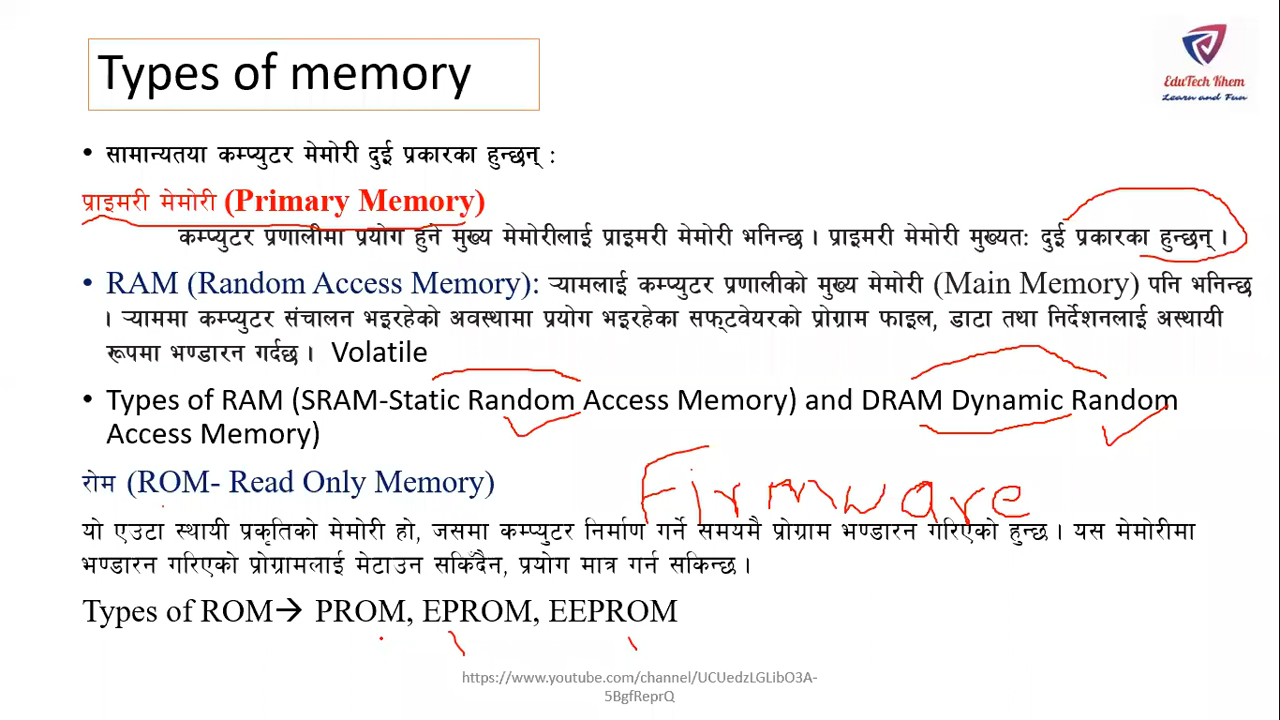 Types of memory
EduTech Khem
Learn and Fun
• सामान्यतया कम्प्युटर मेमोरी दुई प्रकारका हुन्छन् :
प्राइमरी मेमोरी (Primary Memory)
कम्प्युटर प्रणालीमा प्रयोग हुने मुख्य मेमोरीलाई प्राइमरी मेमोरी भनिन्छ । प्राइमरी मेमोरी मुख्यत: दुई प्रकारका हुन्छन् ।
• RAM (Random Access Memory): ऱ्यामलाई कम्प्युटर प्रणालीको मुख्य मेमोरी (Main Memory) पनि भनिन्छ
। ऱ्याममा कम्प्युटर संचालन भइरहेको अवस्थामा प्रयोग भइरहेका सफ्टवेयरको प्रोग्राम फाइल, डाटा तथा निर्देशनलाई अस्थायी
रूपमा भण्डारन गर्दछ । Volatile
• Types of RAM (SRAM-Static Random Access Memory) and DRAM Dynamic Random
Access Memory)
रोम (ROM- Read Only Memory)
Firmware
यो एउटा स्थायी प्रकृतिको मेमोरी हो, जसमा कम्प्युटर निर्माण गर्ने समयमै प्रोग्राम भण्डारन गरिएको हुन्छ । यस मेमोरीमा
भण्डारन गरिएको प्रोग्रामलाई मेटाउन सकिँदैन, प्रयोग मात्र गर्न सकिन्छ ।
Types of ROM→ PROM, EPROM, EEPROM
https://www.youtube.com/channel/UCUedzLGLibO3A-
5BgfReprQ